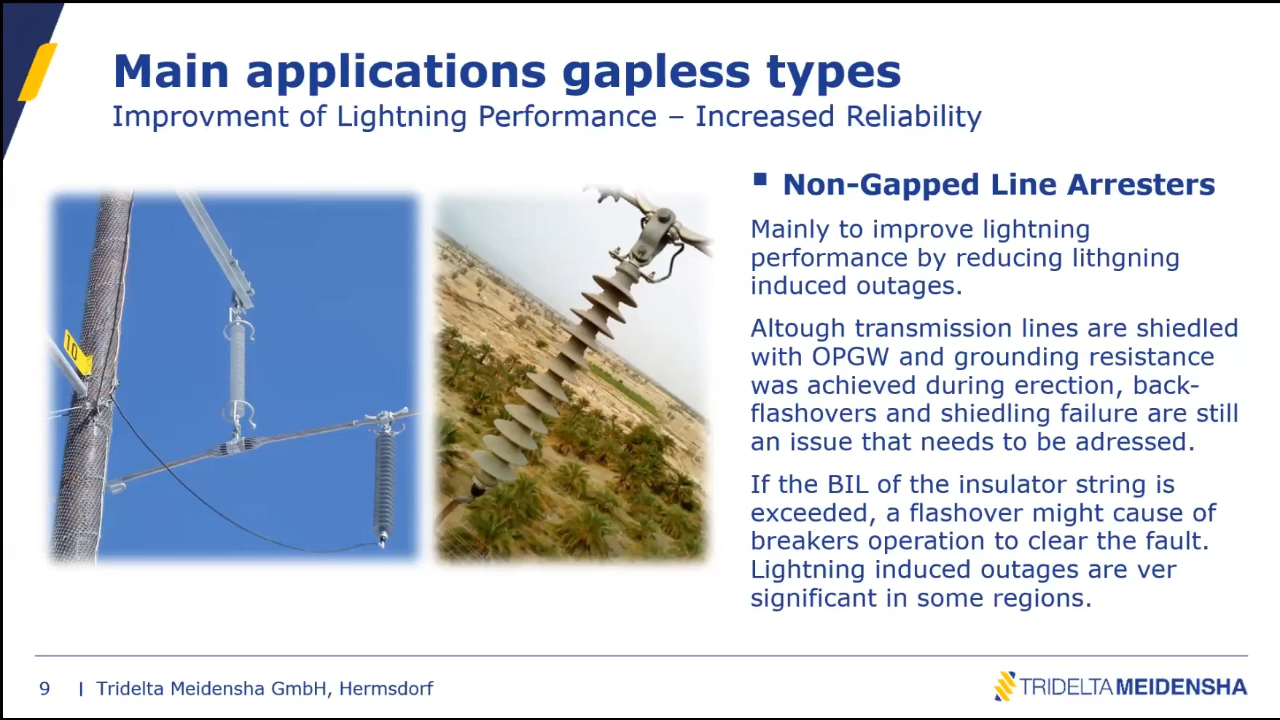 Main applications gapless types
Improvment of Lightning Performance – Increased Reliability
▪ Non-Gapped Line Arresters
Mainly to improve lightning
performance by reducing lithgning
induced outages.
Altough transmission lines are shiedled
with OPGW and grounding resistance
was achieved during erection, back-
flashovers and shiedling failure are still
an issue that needs to be adressed.
If the BIL of the insulator string is
exceeded, a flashover might cause of
breakers operation to clear the fault.
Lightning induced outages are ver
significant in some regions.
10
9 | Tridelta Meidensha GmbH, Hermsdorf
TRIDELTAMEIDENSHA